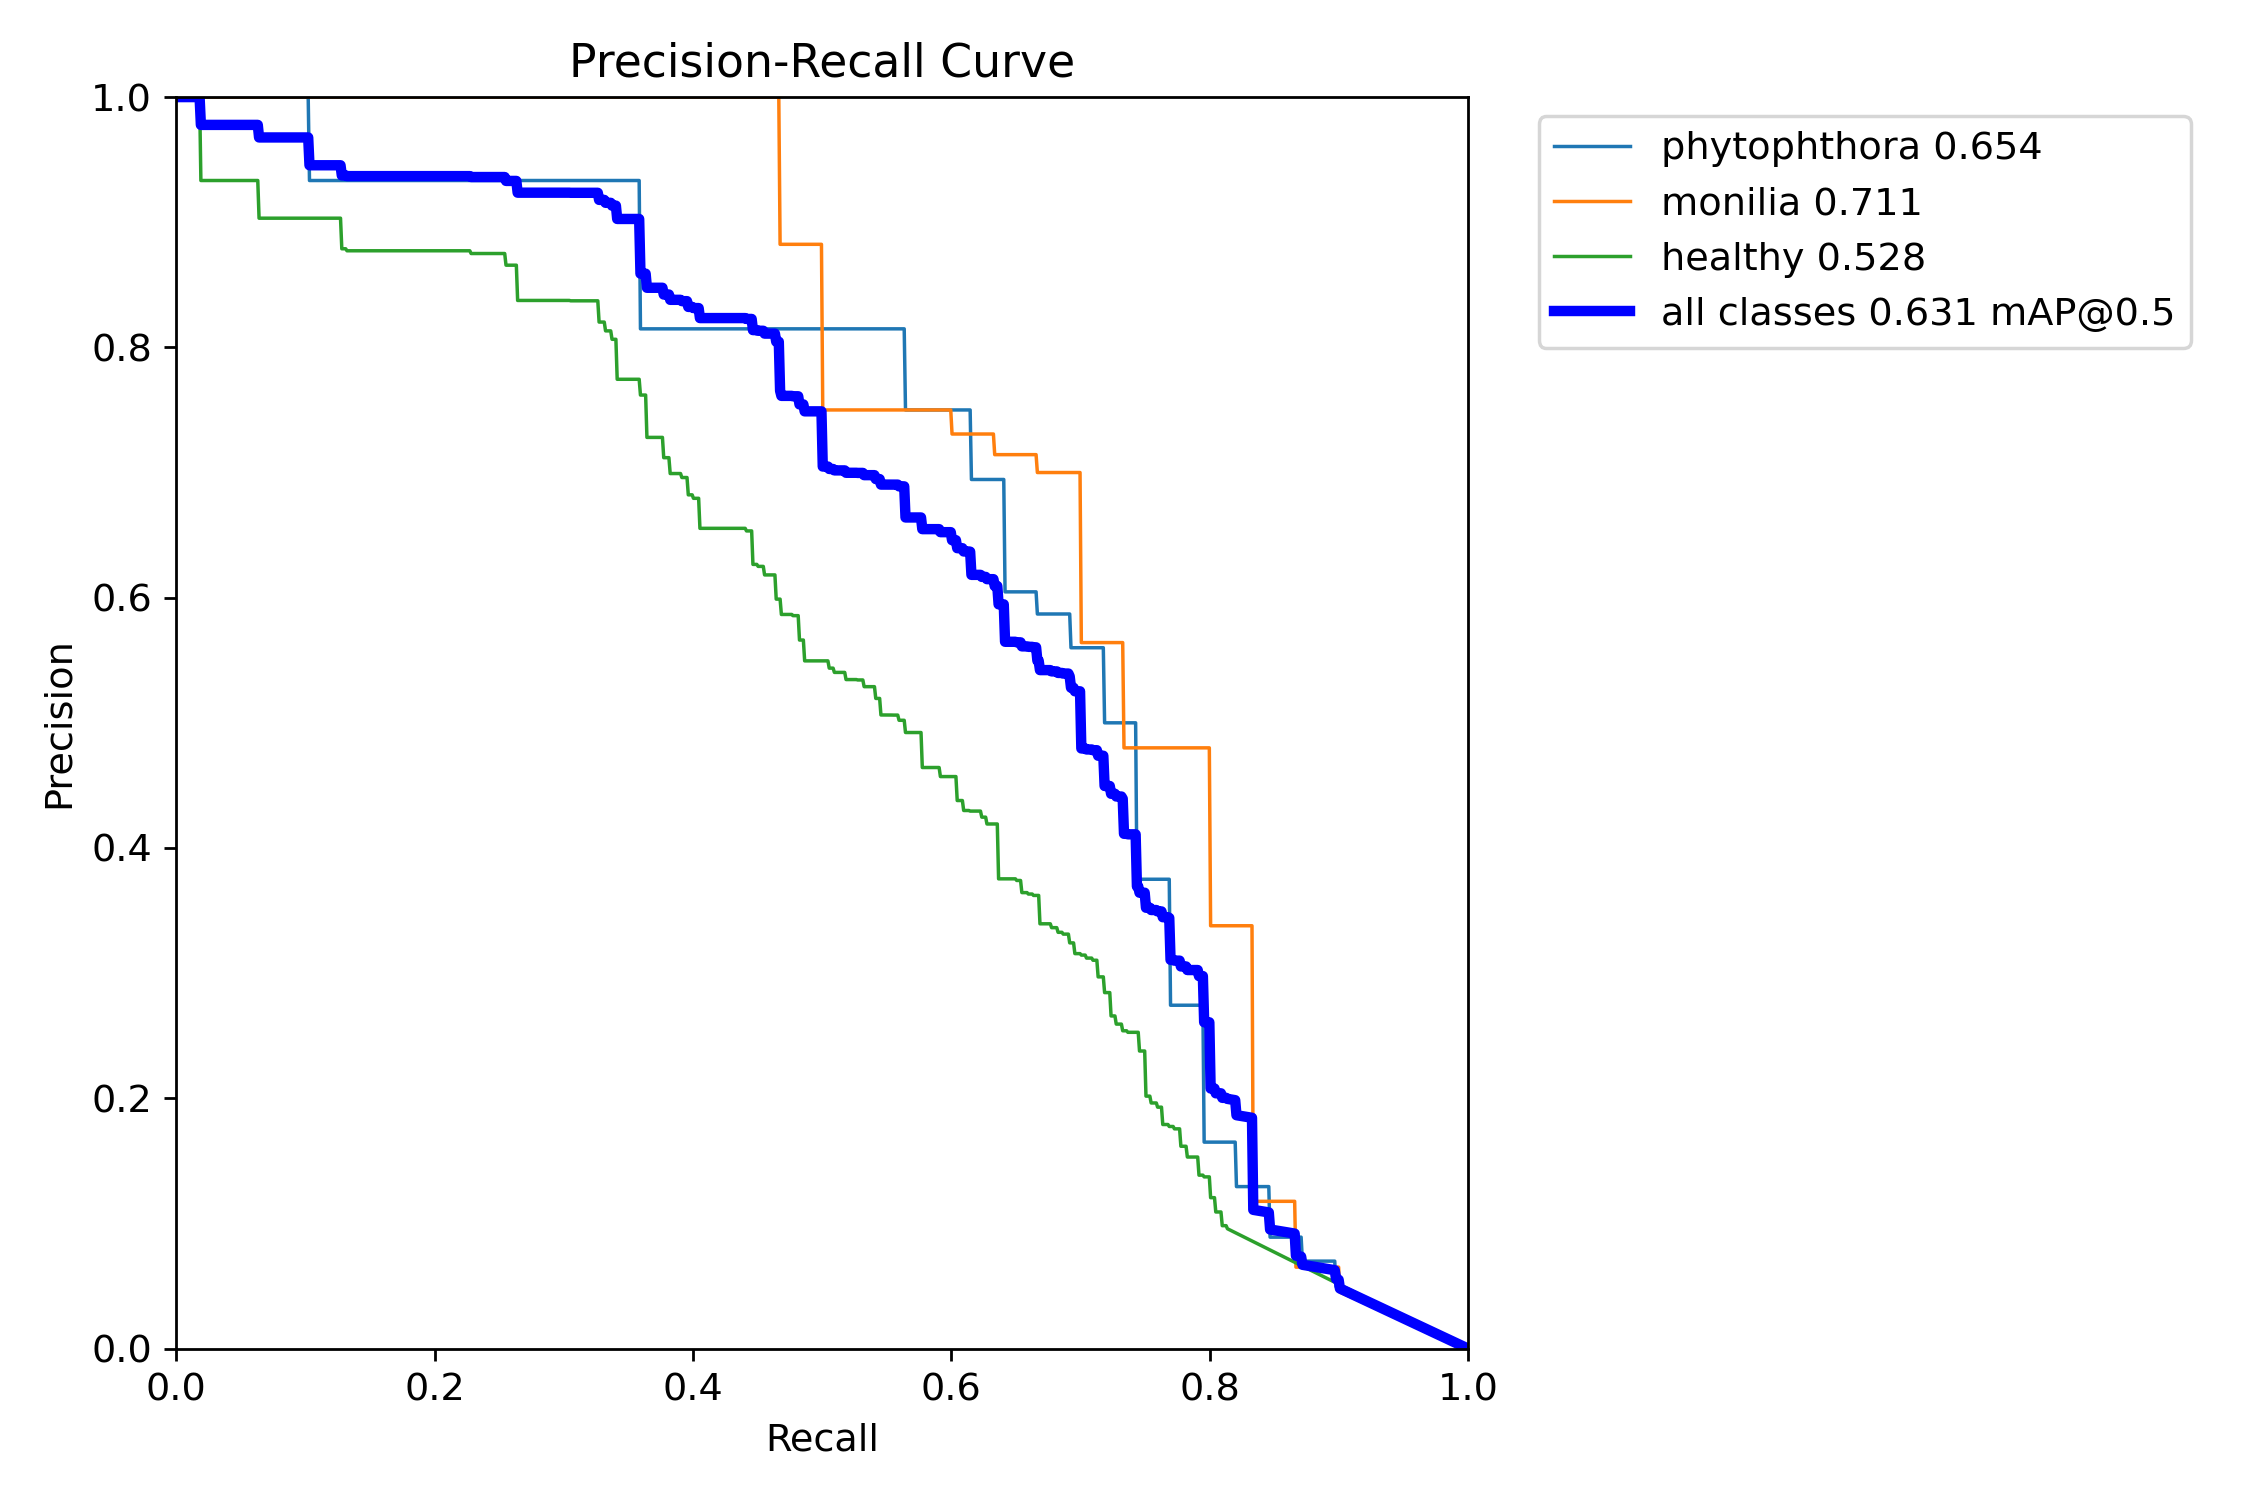 Precision-Recall Curve
1.0
0.8
0.6
0.4
0.2
0.0
Precision
0.0 0.2 0.4 0.6 0.8 1.0
Recall
phytophthora 0.654
monilia 0.711
healthy 0.528
all classes 0.631 mAP@0.5